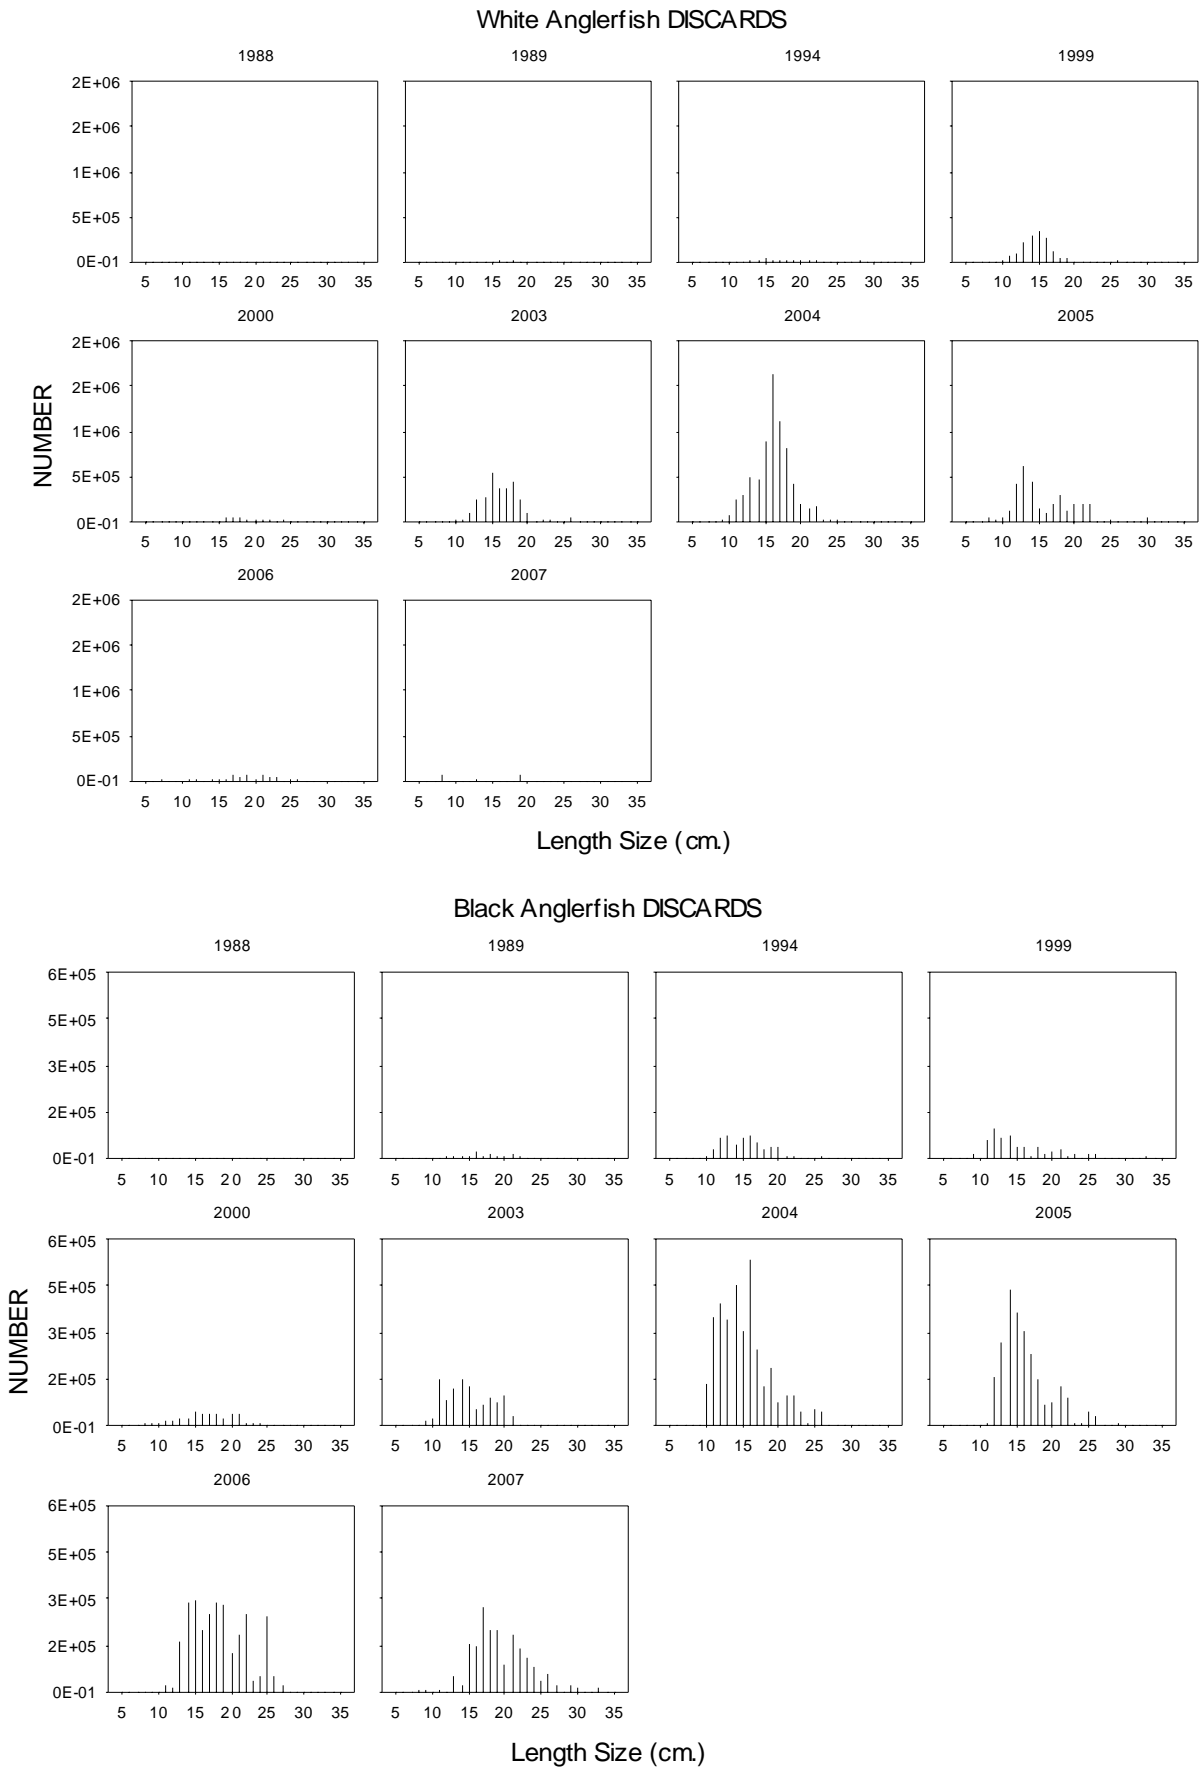 White Anglerfish DISCARDS
1988 1989 1994 1999
2E+06
2E+06
1E+06
5E+05
0E-01
5 10 15 20 25 30 35 5 10 15 20 25 30 35 5 10 15 20 25 30 35 5 10 15 20 25 30 35
2000 2003 2004 2005
NUMBER
2E+06
2E+06
1E+06
5E+05
0E-01
5 10 15 20 25 30 35 5 10 15 20 25 30 35 5 10 15 20 25 30 35 5 10 15 20 25 30 35
2006 2007
2E+06
2E+06
1E+06
5E+05
0E-01
5 10 15 20 25 30 35 5 10 15 20 25 30 35
Length Size (cm.)
Black Anglerfish DISCARDS
1988 1989 1994 1999
6E+05
5E+05
3E+05
2E+05
0E-01
5 10 15 20 25 30 35 5 10 15 20 25 30 35 5 10 15 20 25 30 35 5 10 15 20 25 30 35
2000 2003 2004 2005
NUMBER
6E+05
5E+05
3E+05
2E+05
0E-01
5 10 15 20 25 30 35 5 10 15 20 25 30 35 5 10 15 20 25 30 35 5 10 15 20 25 30 35
2006 2007
6E+05
5E+05
3E+05
2E+05
0E-01
5 10 15 20 25 30 35 5 10 15 20 25 30 35
Length Size (cm.)